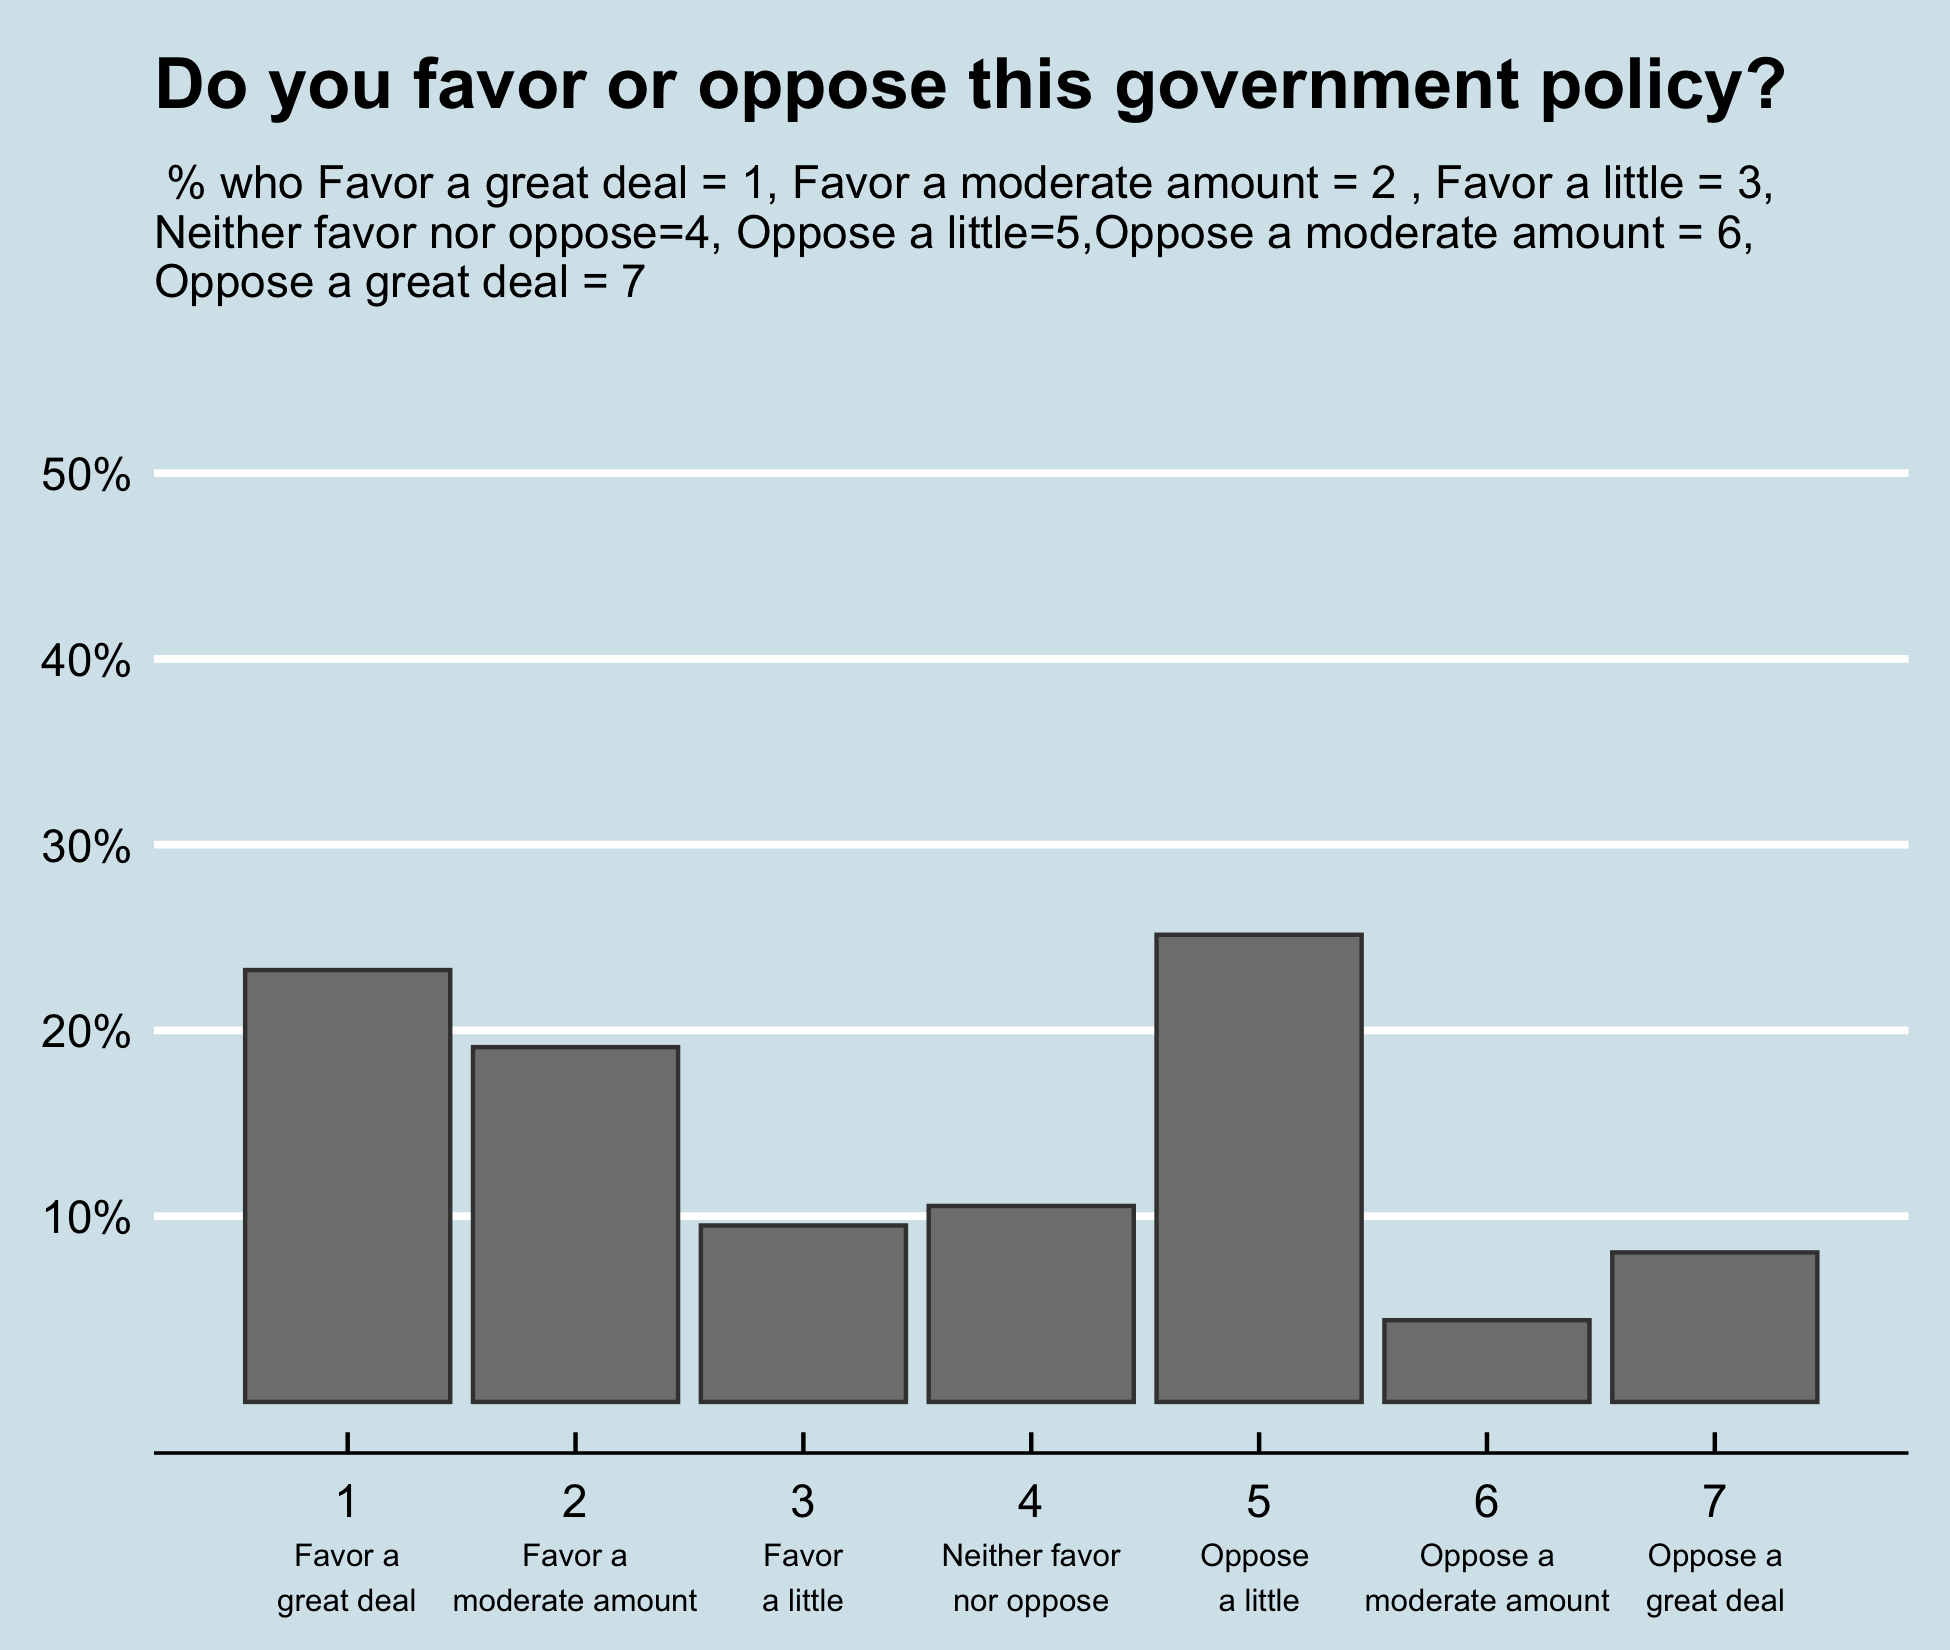 Do you favor or oppose this government policy?
% who Favor a great deal = 1, Favor a moderate amount = 2 , Favor a little = 3,
Neither favor nor oppose=4, Oppose a little=5,Oppose a moderate amount = 6,
Oppose a great deal = 7
50%
40%
30%
20%
10%
1 2 3 4 5 6 7
Favor a Favor a Favor Neither favor Oppose Oppose a Oppose a
great deal moderate amount a little nor oppose a little moderate amount great deal